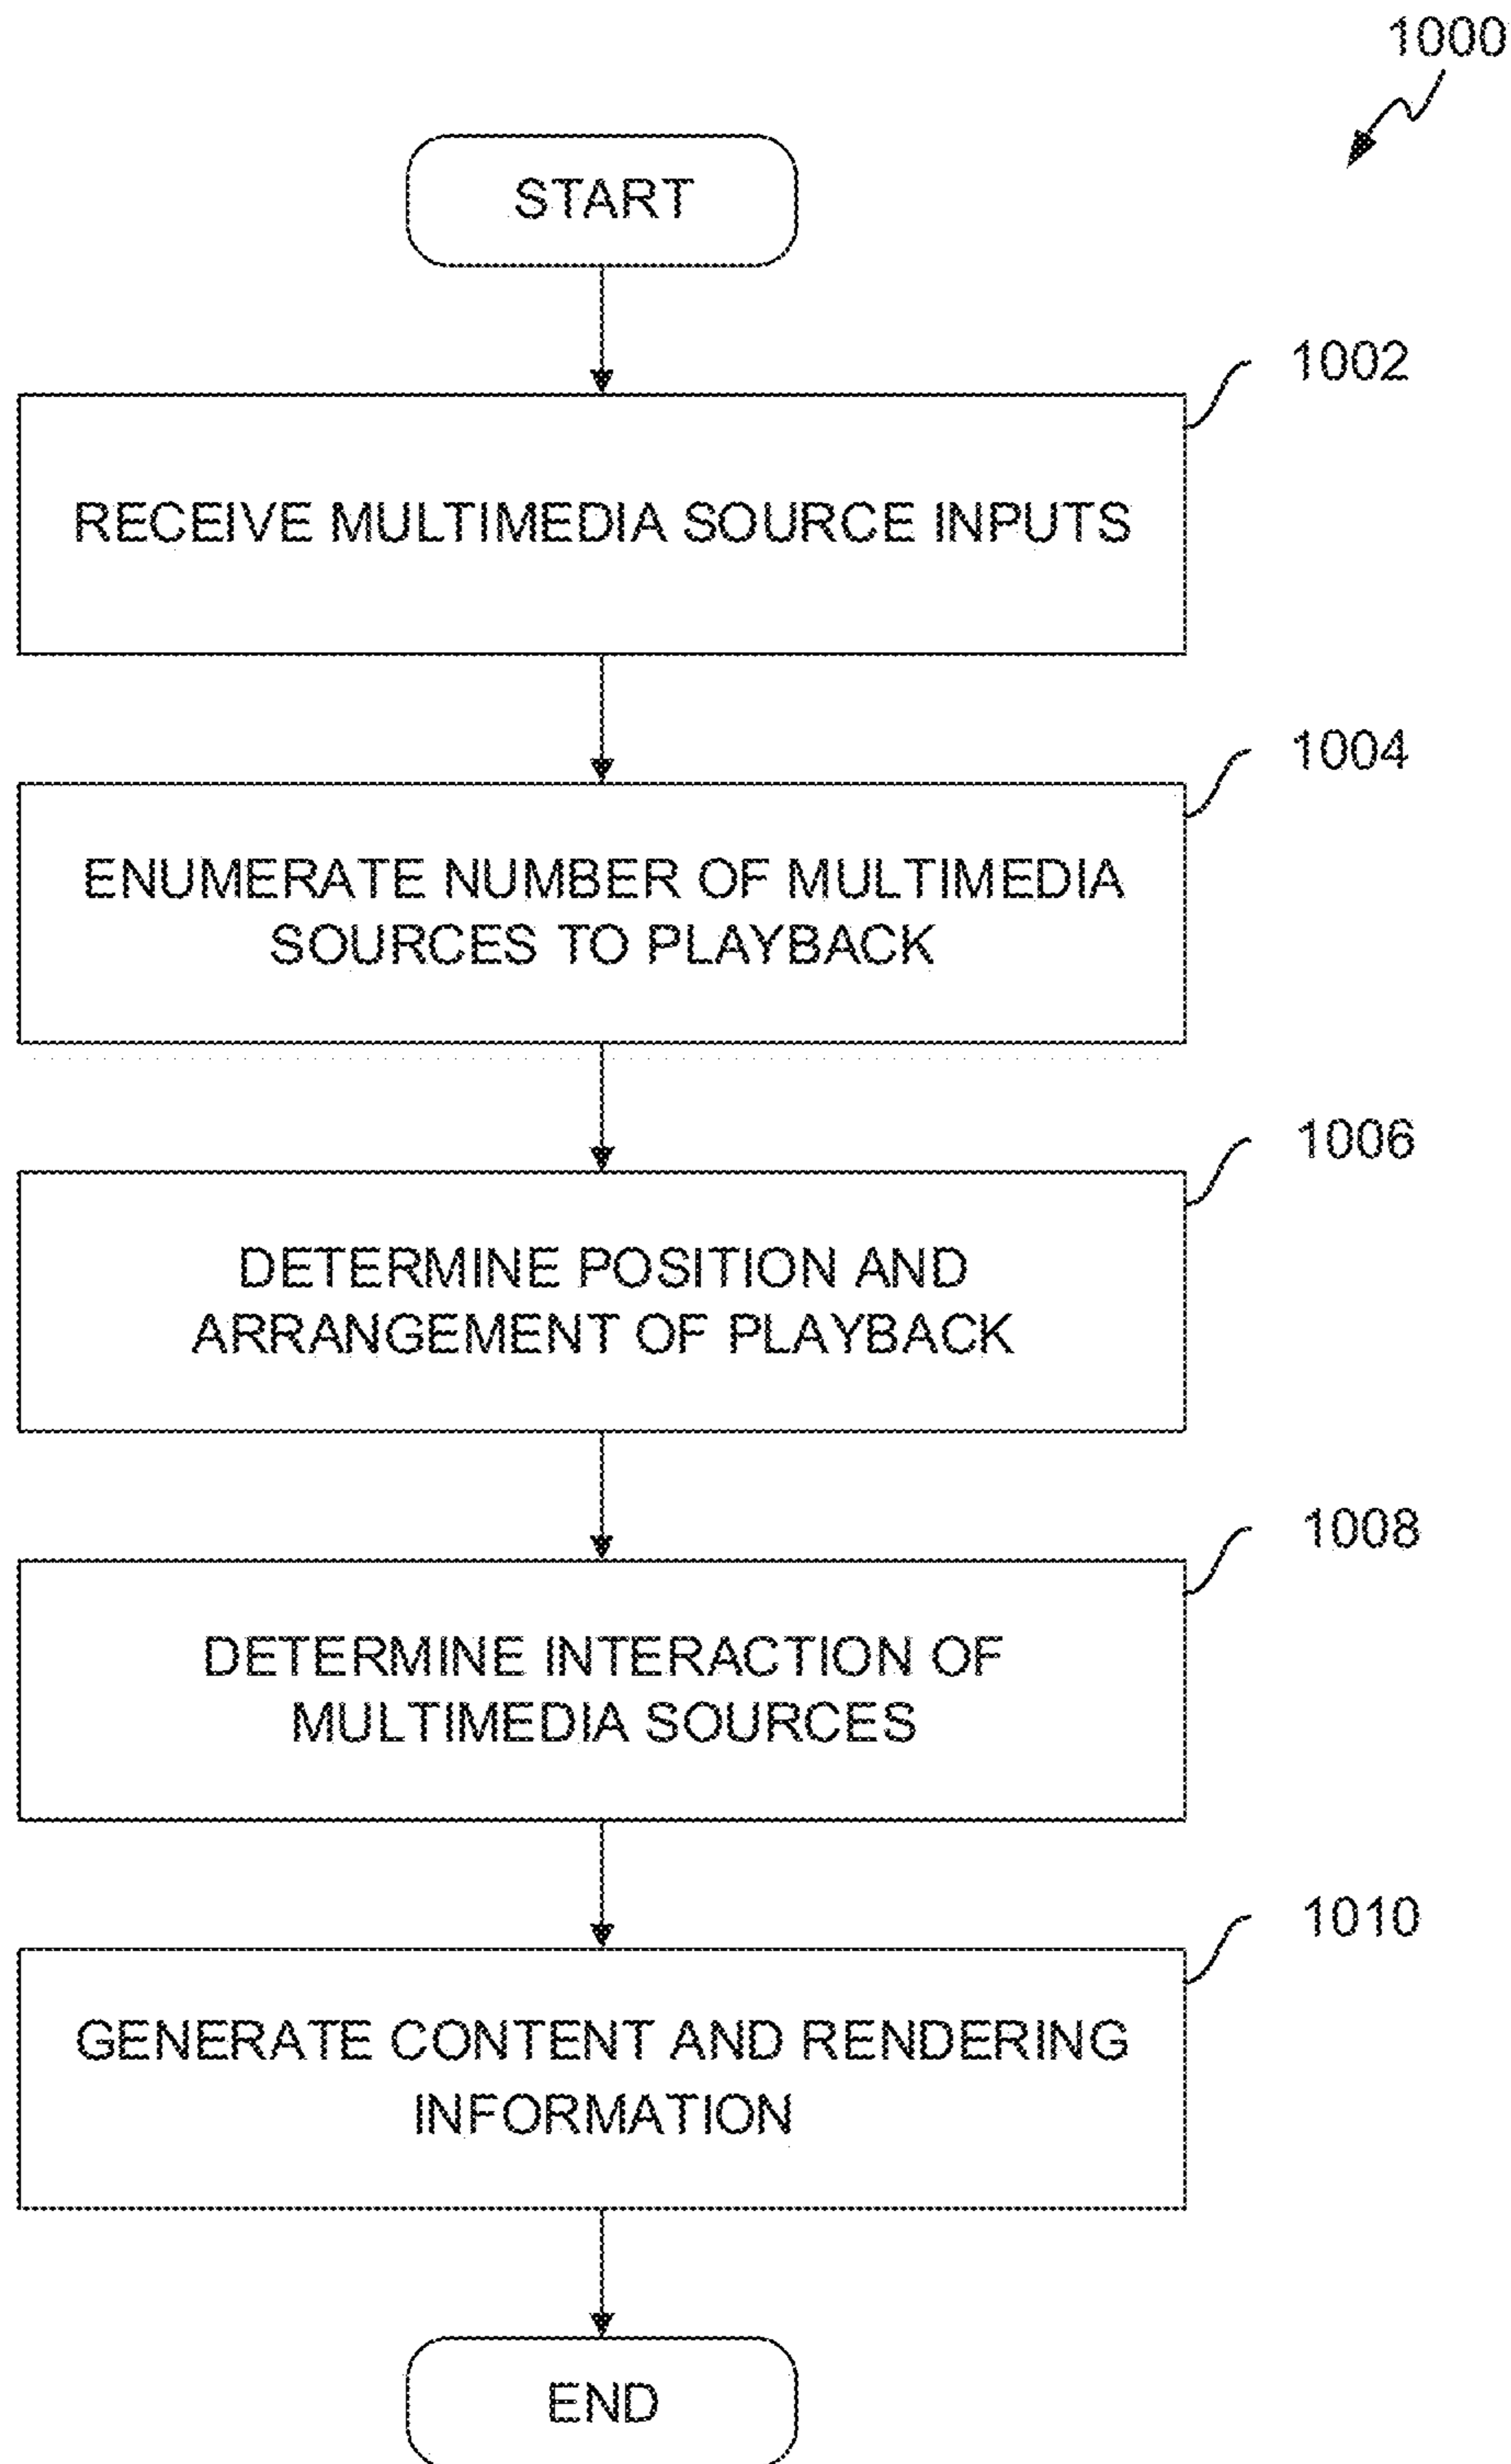 1000
START
1002
RECEIVE MULTIMEDIA SOURCE INPUTS
1004
ENUMERATE NUMBER OF MULTIMEDIA
SOURCES TO PLAYBACK
1006
DETERMINE POSITION AND
ARRANGEMENT OF PLAYBACK
1008
DETERMINE INTERACTION OF
MULTIMEDIA SOURCES
1010
GENERATE CONTENT AND RENDERING
INFORMATION
END